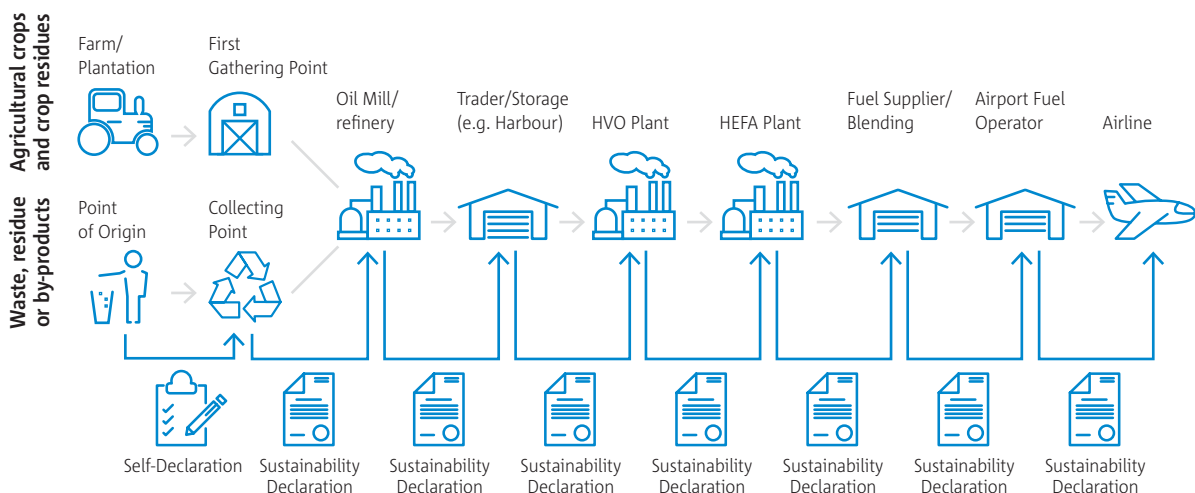 Agricultural crops
and crop residues
Farm/
Plantation
First
Gathering Point
Oil Mill/
refinery
Trader/Storage
(e.g. Harbour)
HVO Plant
HEFA Plant
Fuel Supplier/
Blending
Airport Fuel
Operator
Airline
Waste, residue
or by-products
Point
of Origin
Collecting
Point
Self-Declaration
Sustainability
Declaration
Sustainability
Declaration
Sustainability
Declaration
Sustainability
Declaration
Sustainability
Declaration
Sustainability
Declaration
Sustainability
Declaration